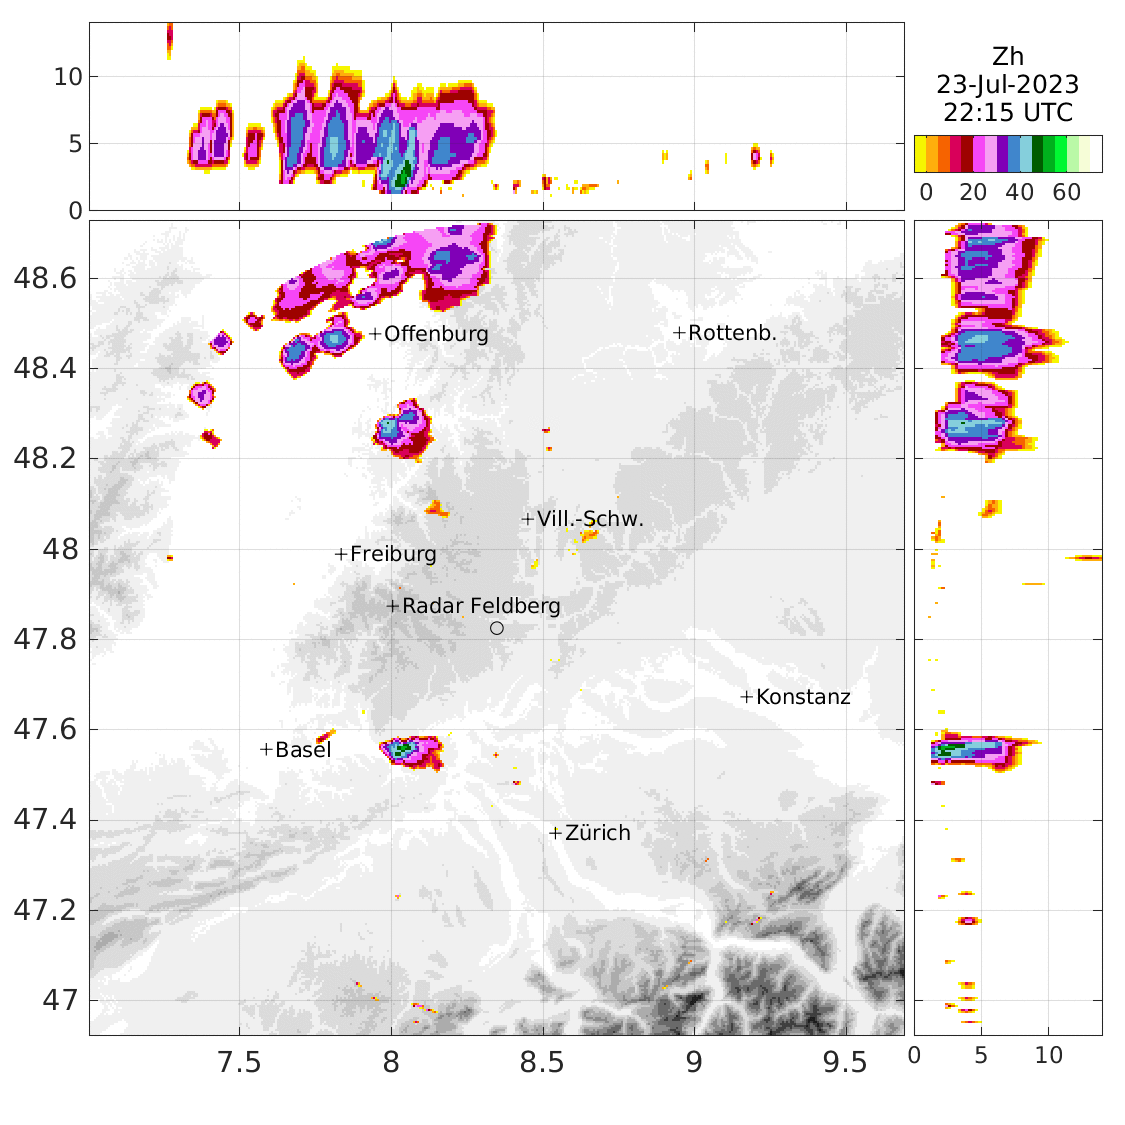 Zh
23-Jul-2023
22:15 UTC
0 20 40 60
10
5
0
48.6
48.4
48.2
48
47.8
47.6
47.4
47.2
47
Offenburg
Rottenb.
Vill.-Schw.
Freiburg
Radar Feldberg
Konstanz
Basel
Zürich
7.5 8 8.5 9 9.5
0 5 10